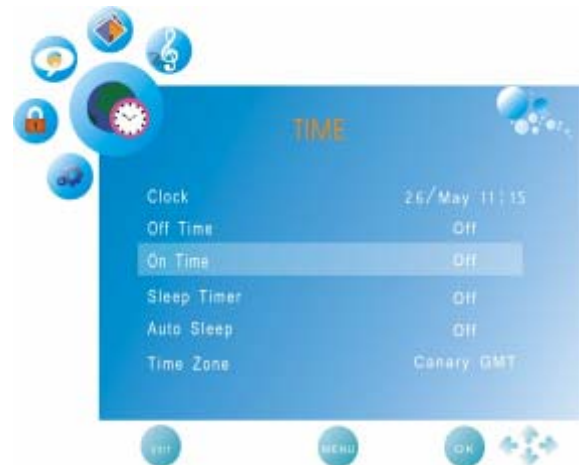 TIME
Clock 26/May 11:15
Off Time Off
On Time Off
Sleep Timer Off
Auto Sleep Off
Time Zone Canary GMT
EXIT MENU OK